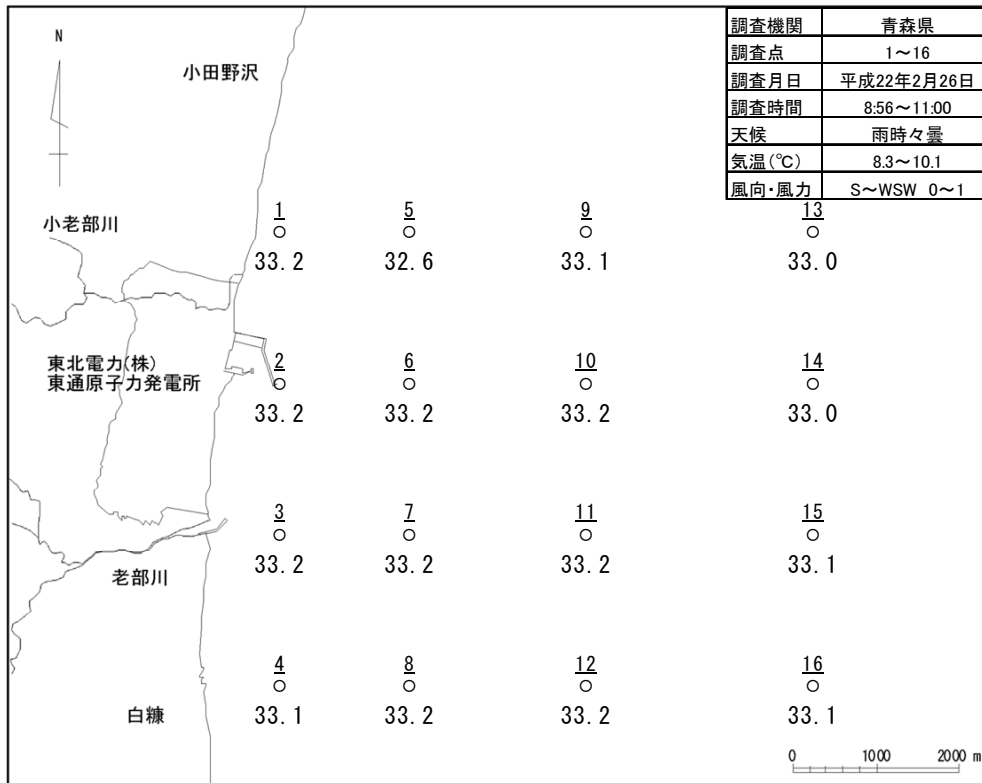 N
小田野沢
調査機関 青森県
調査点 1～16
調査月日 平成22年2月26日
調査時間 8:56～11:00
天候 雨時々曇
気温(℃) 8.3～10.1
風向・風力 S～WSW 0～1
小老部川
1 5 9 13
33.2 32.6 33.1 33.0
東北電力(株)
東通原子力発電所
2 6 10 14
33.2 33.2 33.2 33.0
3 7 11 15
33.2 33.2 33.2 33.1
老部川
4 8 12 16
33.1 33.2 33.2 33.1
白糠
0 1000 2000 m